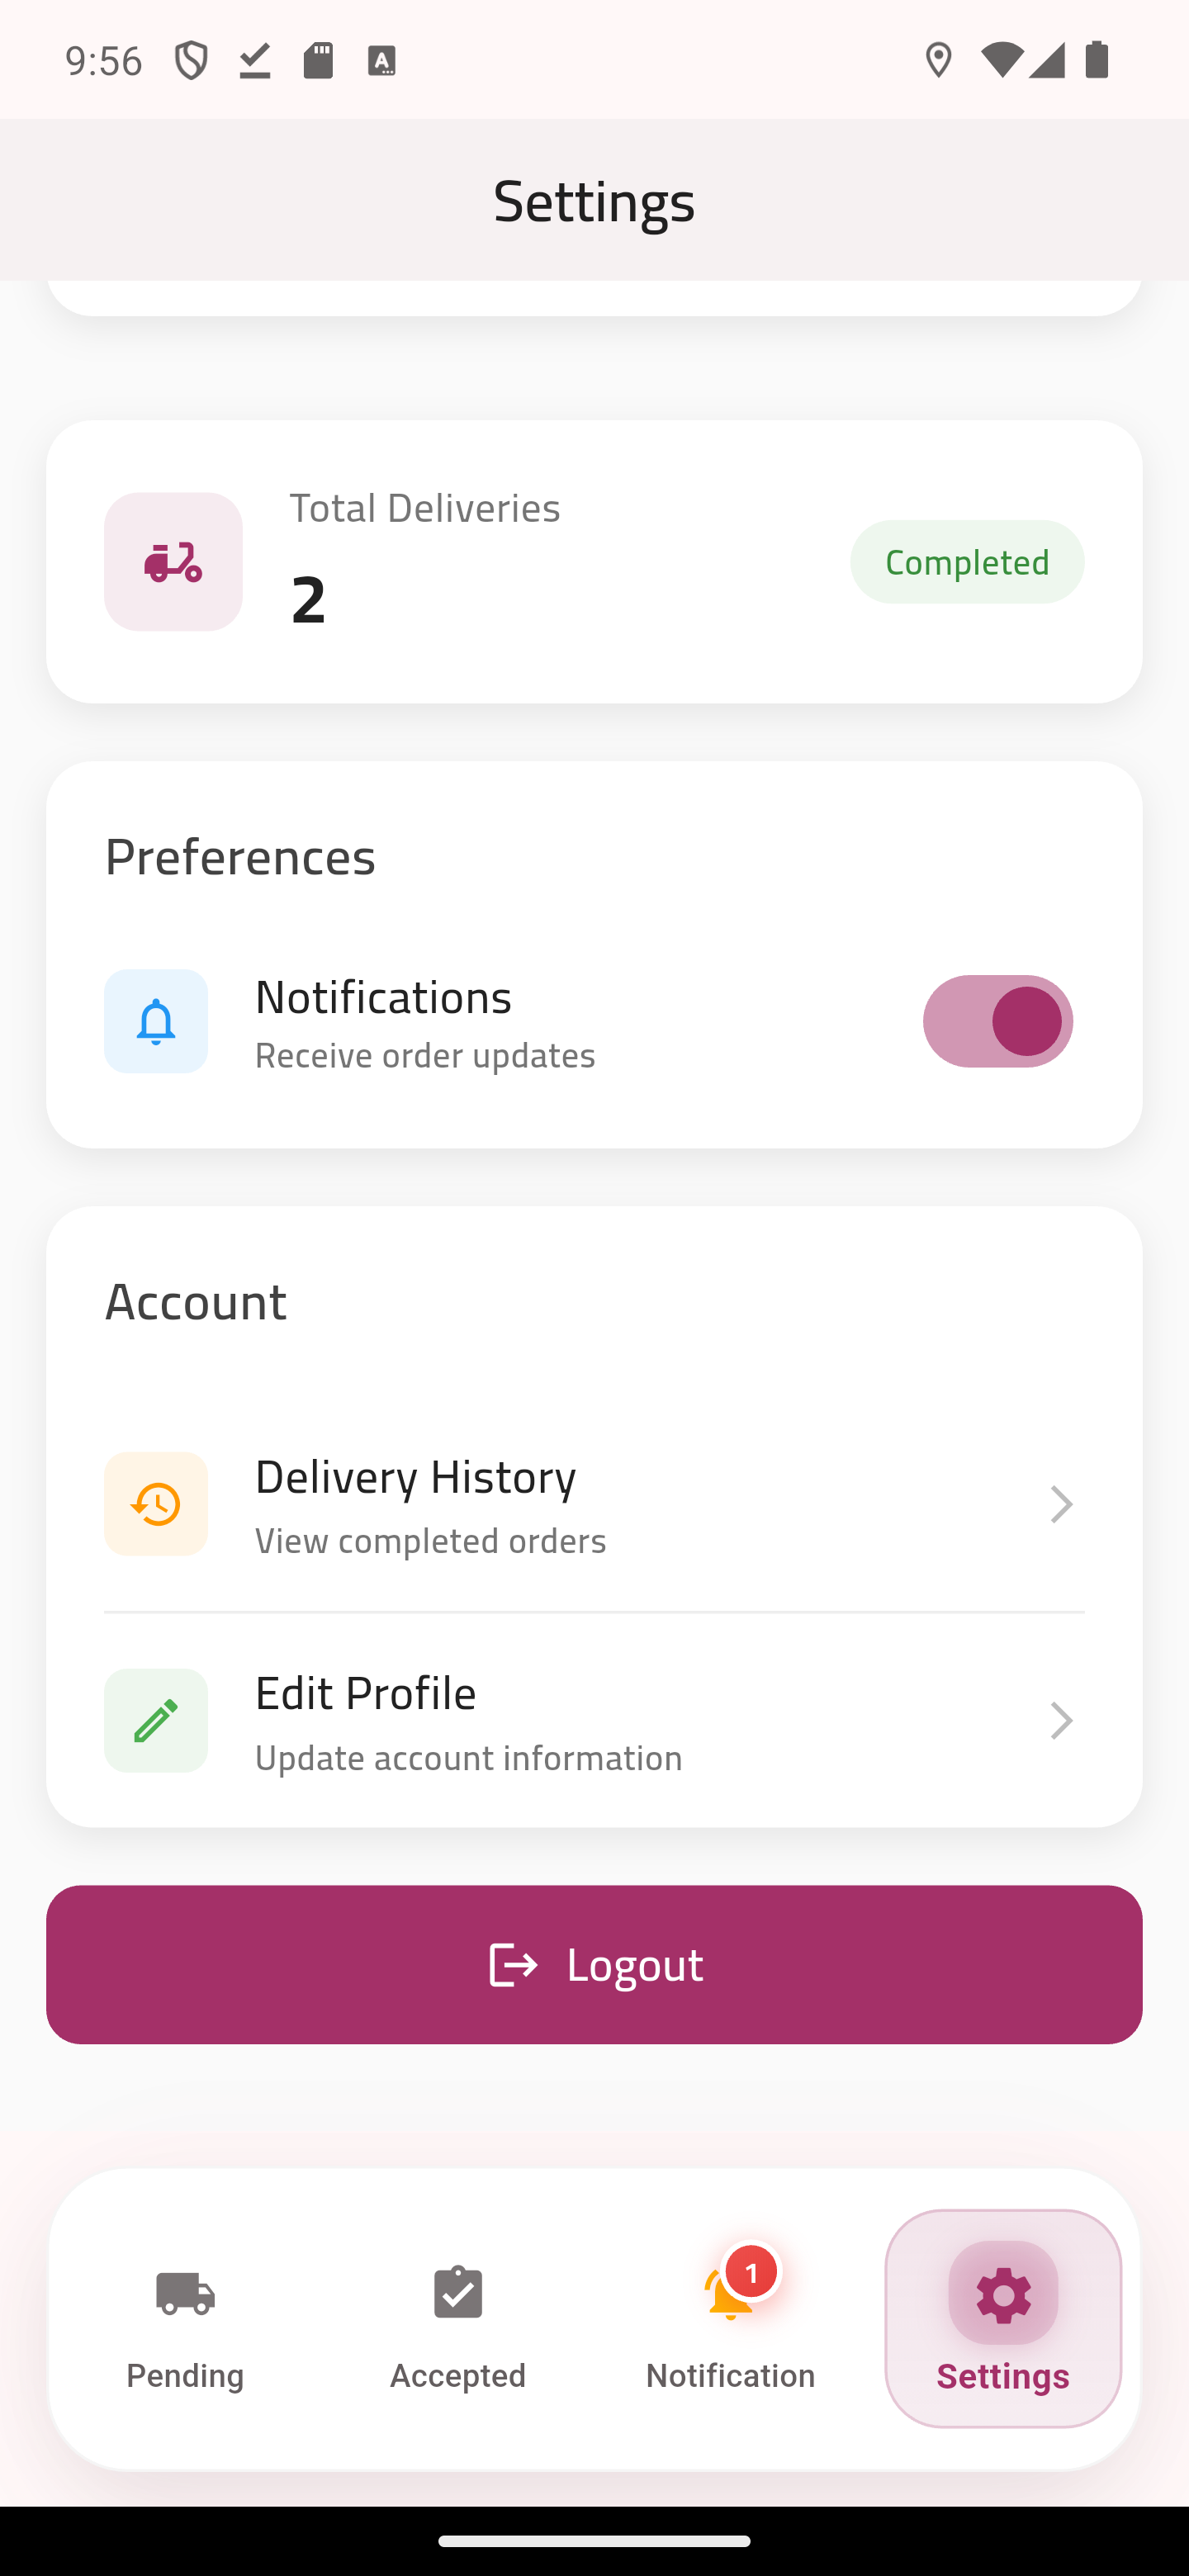 9:56
Settings
Total Deliveries
2
Completed
Preferences
Notifications
Receive order updates
Account
Delivery History
View completed orders
Edit Profile
Update account information
Logout
1
Pending
Accepted
Notification
Settings